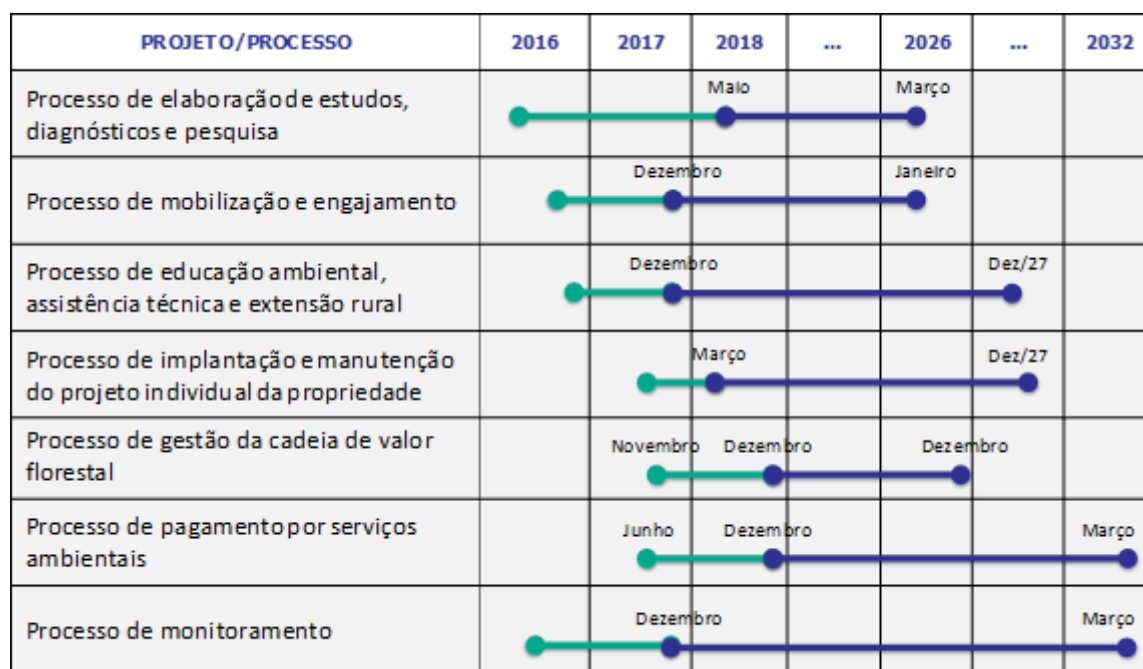 PROJETO/PROCESSO 2016 2017 2018 ... 2026 ... 2032
Maio Março
Processo de elaboração de estudos,
diagnósticos e pesquisa
Dezembro Janeiro
Processo de mobilização e engajamento
Processo de educação ambiental,
Dezembro Dez/27
assistência técnica e extensão rural
Processo de implantação e manutenção
Março Dez/27
do projeto individual da propriedade
Processo de gestão da cadeia de valor
Novembro Dezembro Dezembro
florestal
Processo de pagamento por serviços
Junho Dezembro Março
ambientais
Dezembro Março
Processo de monitoramento